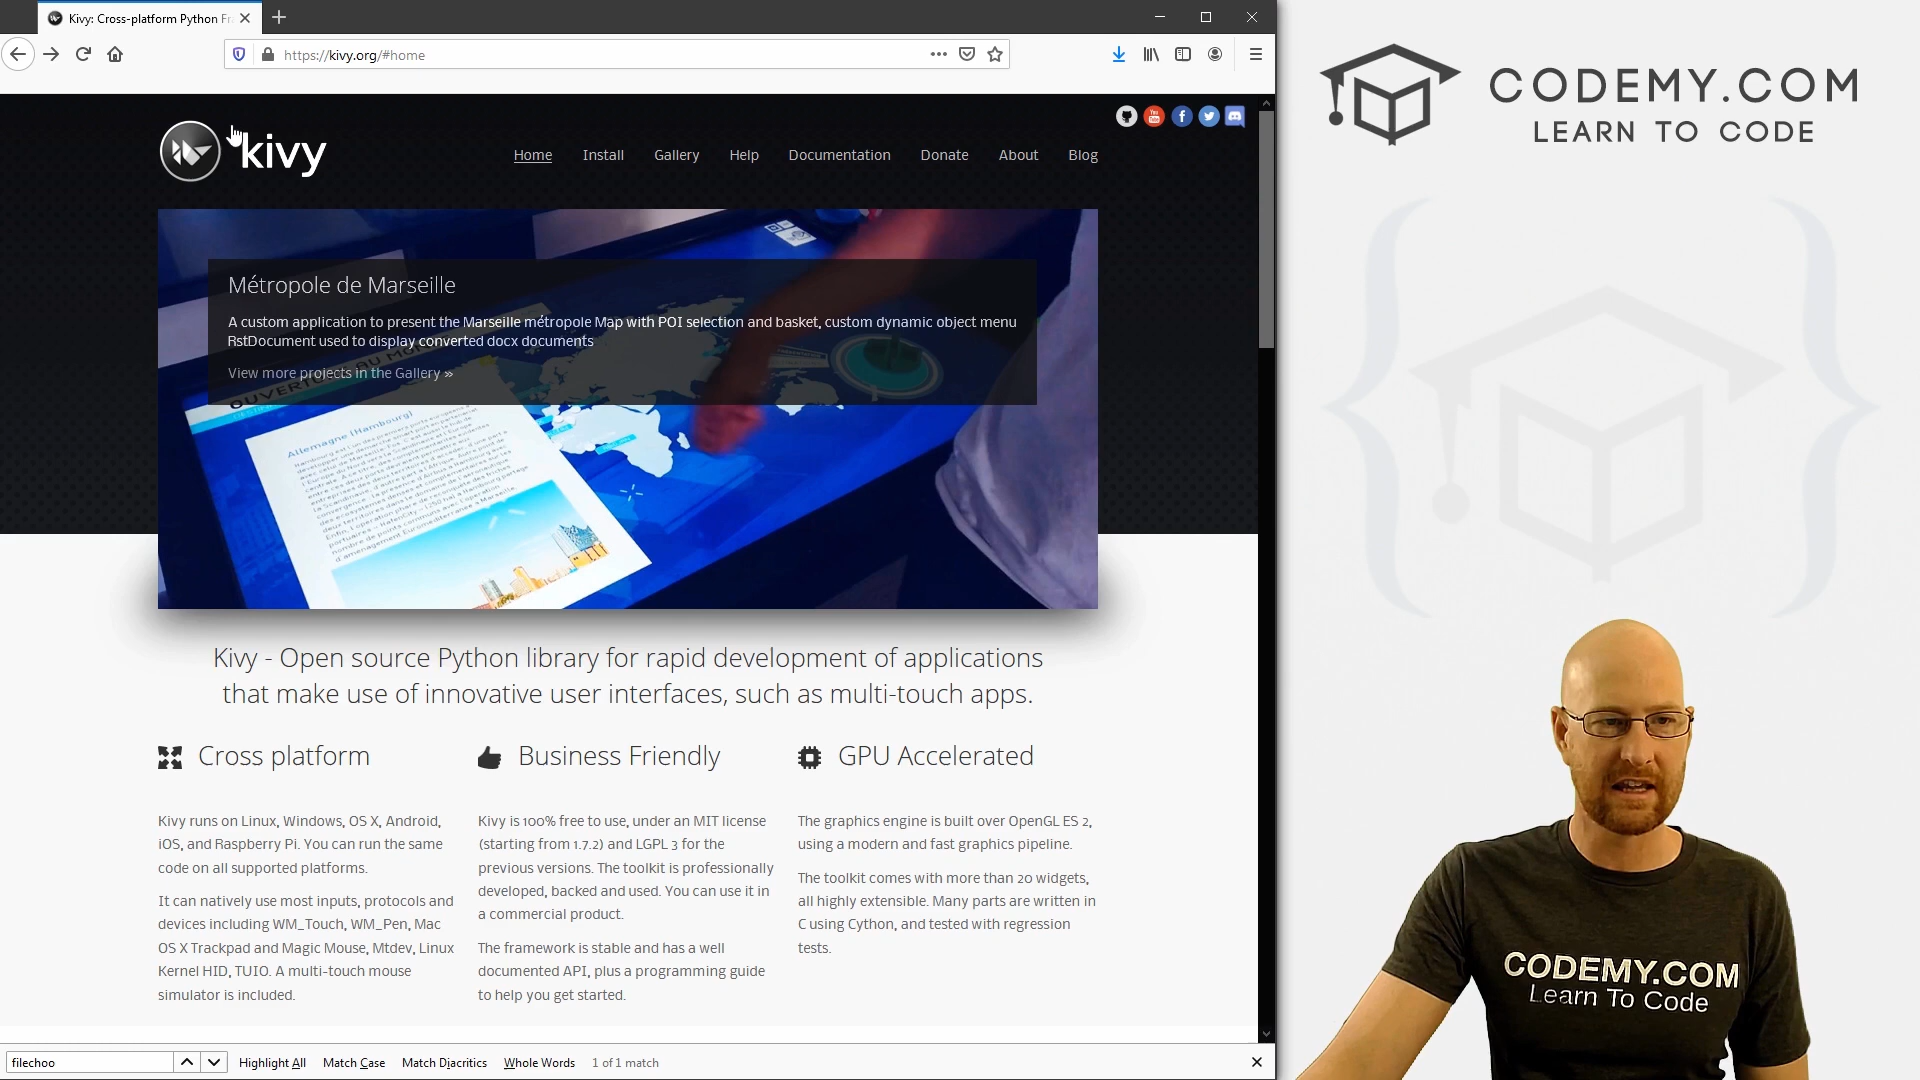 Kivy: Cross-platform Python Fr
https://kivy.org/#home
kivy
Home Install Gallery Help Documentation Donate About Blog
Métropole de Marseille
A custom application to present the Marseille métropole Map with POI selection and basket, custom dynamic object menu
RstDocument used to display converted docx documents
View more projects in the Gallery »
Allemagne (Hambourg)
Kivy - Open source Python library for rapid development of applications
that make use of innovative user interfaces, such as multi-touch apps.
Cross platform
Kivy runs on Linux, Windows, OS X, Android,
iOS, and Raspberry Pi. You can run the same
code on all supported platforms.
It can natively use most inputs, protocols and
devices including WM_Touch, WM_Pen, Mac
OS X Trackpad and Magic Mouse, Mtdev, Linux
Kernel HID, TUIO. A multi-touch mouse
simulator is included.
Business Friendly
Kivy is 100% free to use, under an MIT license
(starting from 1.7.2) and LGPL 3 for the
previous versions. The toolkit is professionally
developed, backed and used. You can use it in
a commercial product.
The framework is stable and has a well
documented API, plus a programming guide
to help you get started.
GPU Accelerated
The graphics engine is built over OpenGL ES 2,
using a modern and fast graphics pipeline.
The toolkit comes with more than 20 widgets,
all highly extensible. Many parts are written in
C using Cython, and tested with regression
tests.
filechoo Highlight All Match Case Match Diacritics Whole Words 1 of 1 match
CODEMY.COM
LEARN TO CODE
CODEMY.COM
Learn To Code